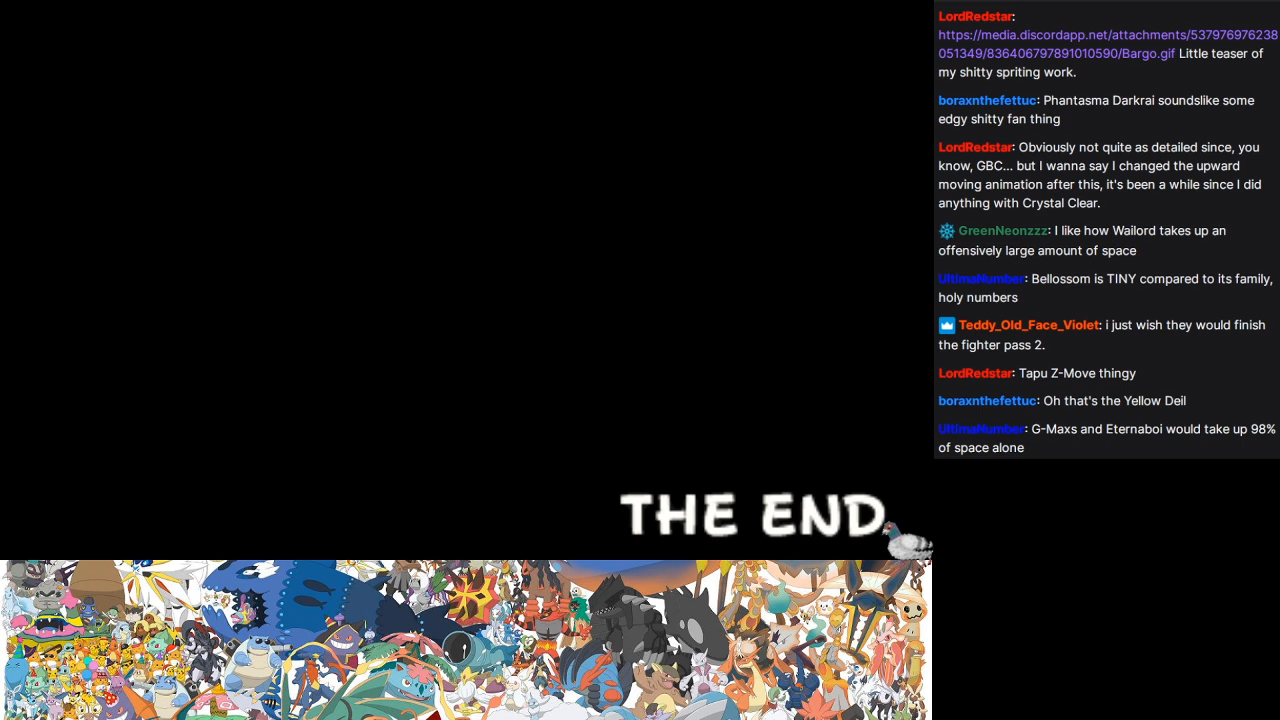 LordRedstar:
https://media.discordapp.net/attachments/537976976238
051349/836406797891010590/Bargo.gif Little teaser of
my shitty spriting work.
boraxnthefettuc: Phantasma Darkrai soundslike some
edgy shitty fan thing
LordRedstar: Obviously not quite as detailed since, you
know, GBC... but I wanna say I changed the upward
moving animation after this, it's been a while since I did
anything with Crystal Clear.
GreenNeonzzz: I like how Wailord takes up an
offensively large amount of space
UltimaNumber: Bellossom is TINY compared to its family,
holy numbers
Teddy_Old_Face_Violet: i just wish they would finish
the fighter pass 2.
LordRedstar: Tapu Z-Move thingy
boraxnthefettuc: Oh that's the Yellow Deil
UltimaNumber: G-Maxs and Eternaboi would take up 98%
of space alone
THE END